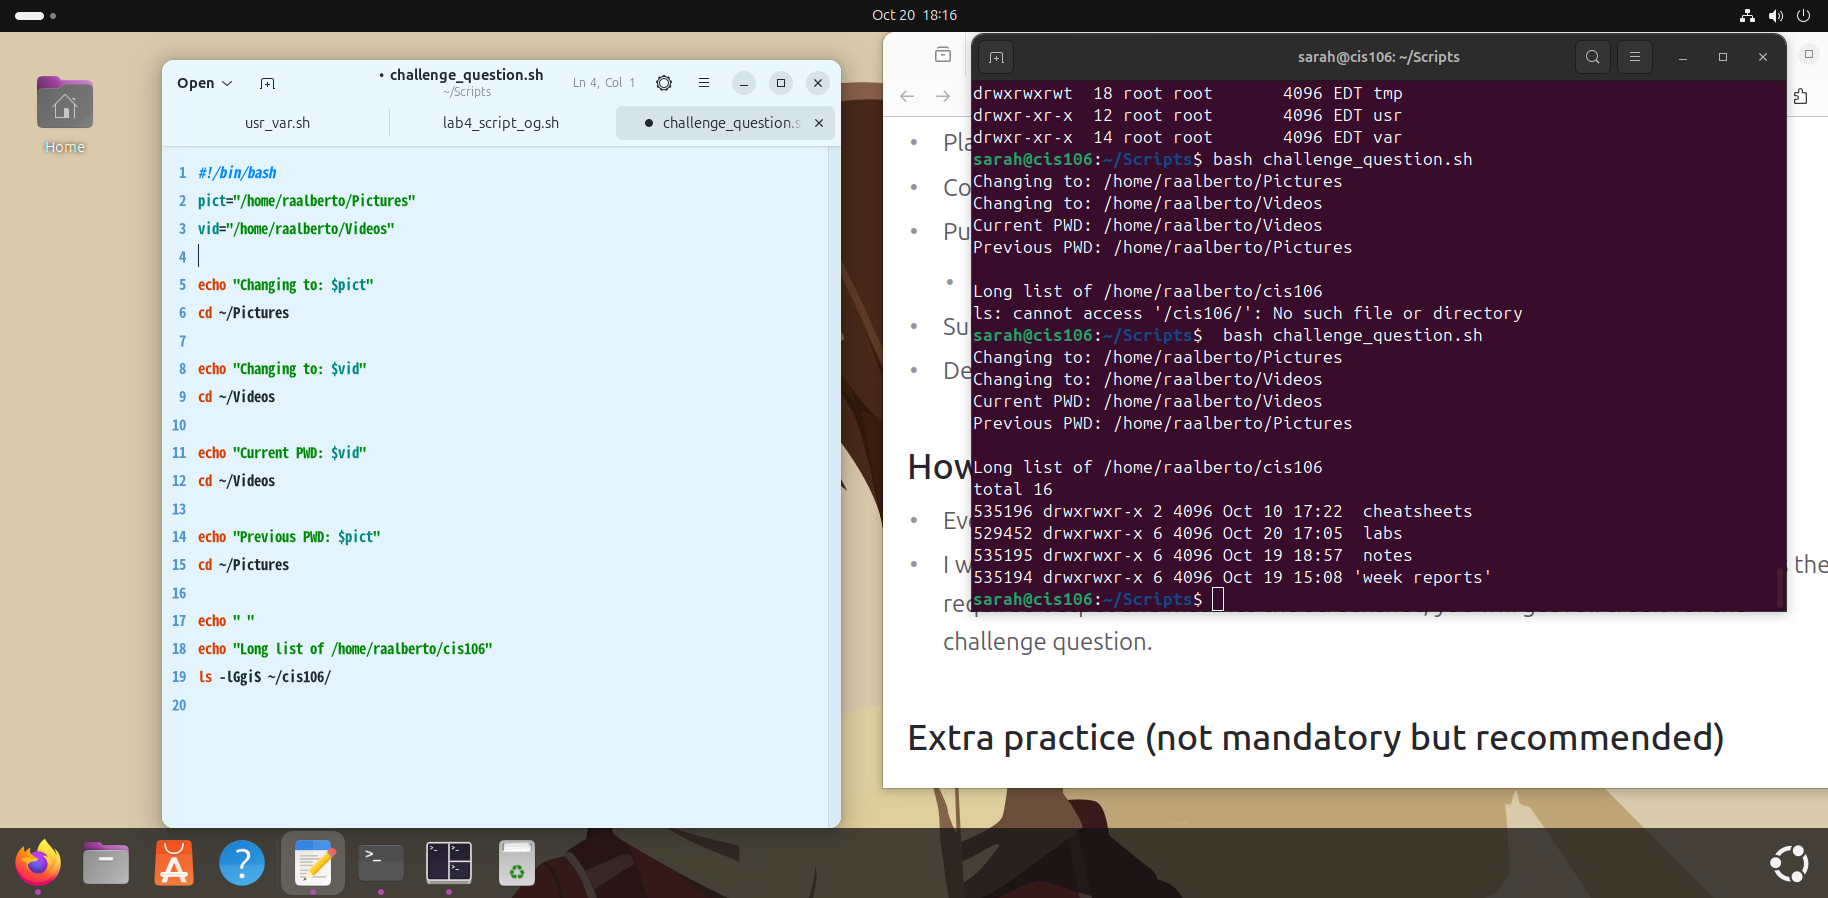 Oct 20 18:16
Home
Open
• challenge_question.sh
~/Scripts
Ln 4, Col 1
usr_var.sh
lab4_script_og.sh
challenge_question.s
1 #!/bin/bash
2 pict="/home/raalberto/Pictures"
3 vid="/home/raalberto/Videos"
4
5 echo "Changing to: $pict"
6 cd ~/Pictures
7
8 echo "Changing to: $vid"
9 cd ~/Videos
10
11 echo "Current PWD: $vid"
12 cd ~/Videos
13
14 echo "Previous PWD: $pict"
15 cd ~/Pictures
16
17 echo " "
18 echo "Long list of /home/raalberto/cis106"
19 ls -lGgiS ~/cis106/
20
sarah@cis106: ~/Scripts
drwxrwxrwt 18 root root 4096 EDT tmp
drwxr-xr-x 12 root root 4096 EDT usr
drwxr-xr-x 14 root root 4096 EDT var
sarah@cis106:~/Scripts$ bash challenge_question.sh
Changing to: /home/raalberto/Pictures
Changing to: /home/raalberto/Videos
Current PWD: /home/raalberto/Videos
Previous PWD: /home/raalberto/Pictures
Long list of /home/raalberto/cis106
ls: cannot access '/cis106/': No such file or directory
sarah@cis106:~/Scripts$  bash challenge_question.sh
Changing to: /home/raalberto/Pictures
Changing to: /home/raalberto/Videos
Current PWD: /home/raalberto/Videos
Previous PWD: /home/raalberto/Pictures
Long list of /home/raalberto/cis106
total 16
535196 drwxrwxr-x 2 4096 Oct 10 17:22  cheatsheets
529452 drwxrwxr-x 6 4096 Oct 20 17:05  labs
535195 drwxrwxr-x 6 4096 Oct 19 18:57  notes
535194 drwxrwxr-x 6 4096 Oct 19 15:08 'week reports'
sarah@cis106:~/Scripts$
• Pla
• Co
• Pu
•
• Su
• De
How
• Eve
• I w the
req
challenge question.
Extra practice (not mandatory but recommended)